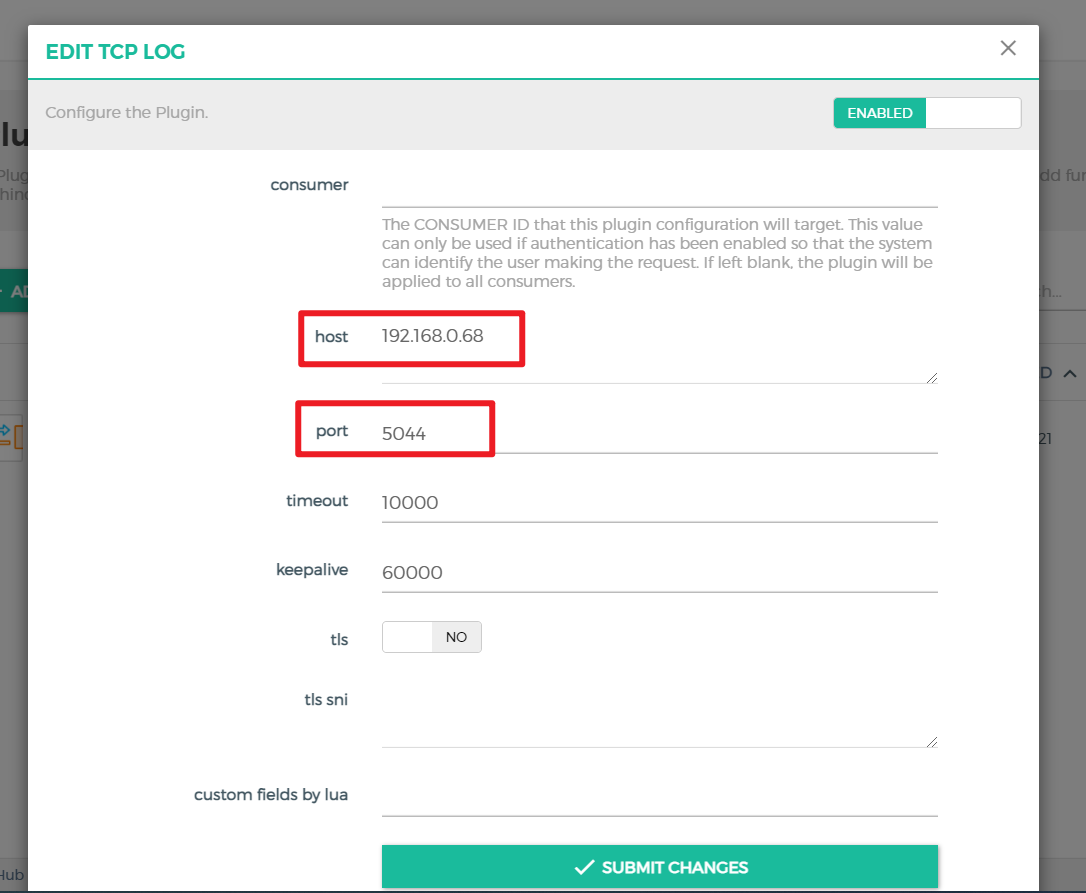 EDIT TCP LOG
Configure the Plugin.
ENABLED
consumer
The CONSUMER ID that this plugin configuration will target. This value
can only be used if authentication has been enabled so that the system
can identify the user making the request. If left blank, the plugin will be
applied to all consumers.
host 192.168.0.68
port 5044
timeout 10000
keepalive 60000
tls NO
tls sni
custom fields by lua
SUBMIT CHANGES